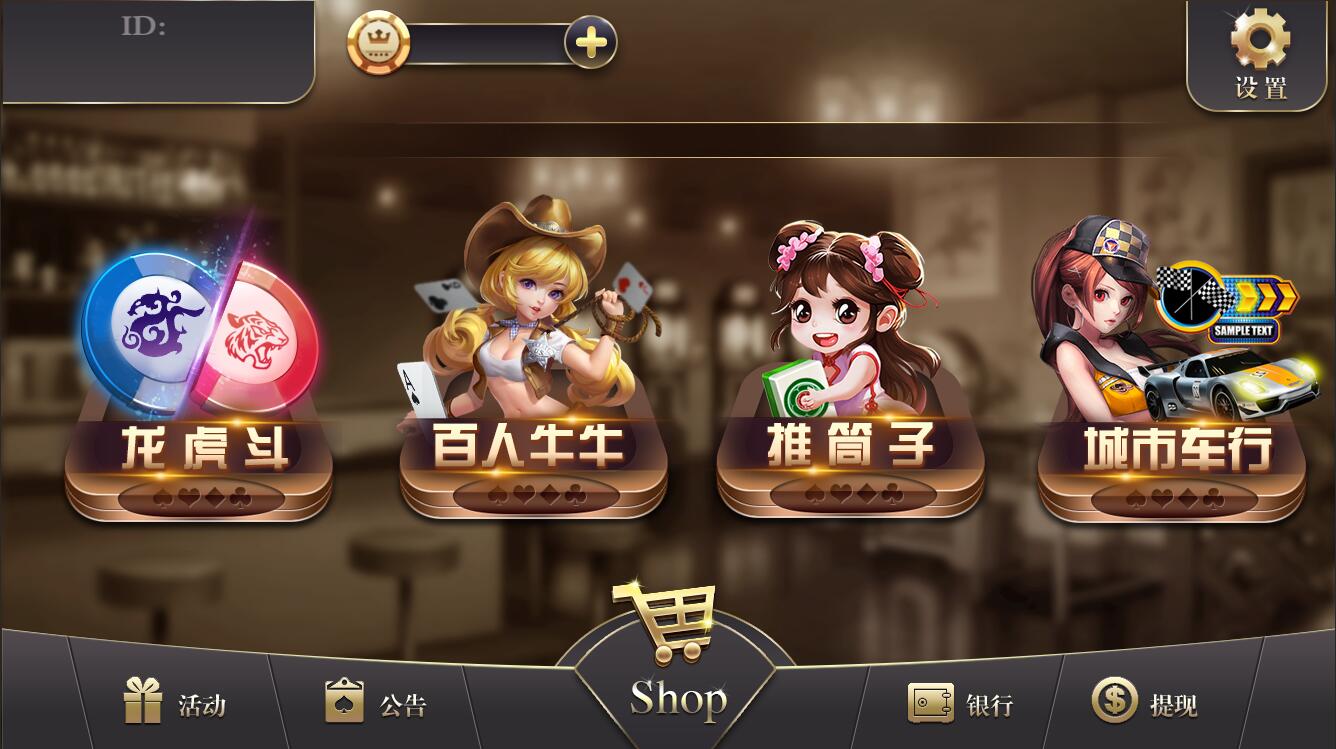 ID:
设置
SAMPLE TEXT
A
龙虎斗
百人牛牛
推筒子
城市车行
活动
公告
Shop
银行
提现